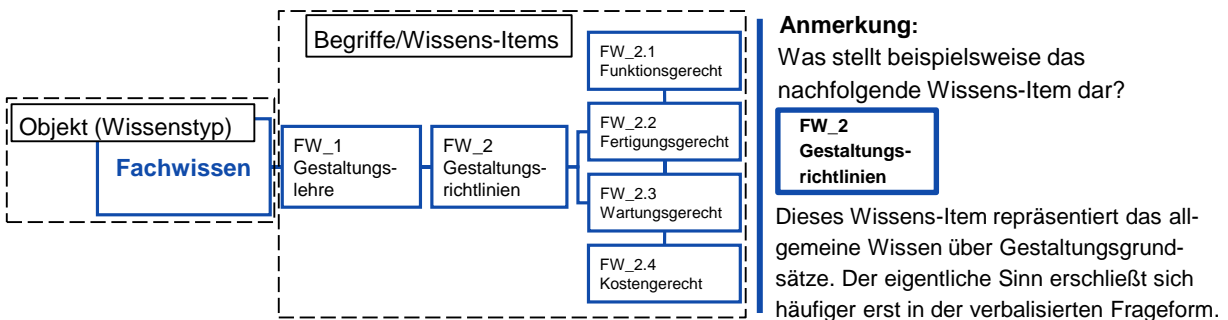 Objekt (Wissenstyp)
Fachwissen
Begriffe/Wissens-Items
FW_1
Gestaltungs-
lehre
FW_2
Gestaltungs-
richtlinien
FW_2.1
Funktionsgerecht
FW_2.2
Fertigungsgerecht
FW_2.3
Wartungsgerecht
FW_2.4
Kostengerecht
Anmerkung:
Was stellt beispielsweise das
nachfolgende Wissens-Item dar?
FW_2
Gestaltungs-
richtlinien
Dieses Wissens-Item repräsentiert das all-
gemeine Wissen über Gestaltungsgrund-
sätze. Der eigentliche Sinn erschließt sich
häufiger erst in der verbalisierten Frageform.